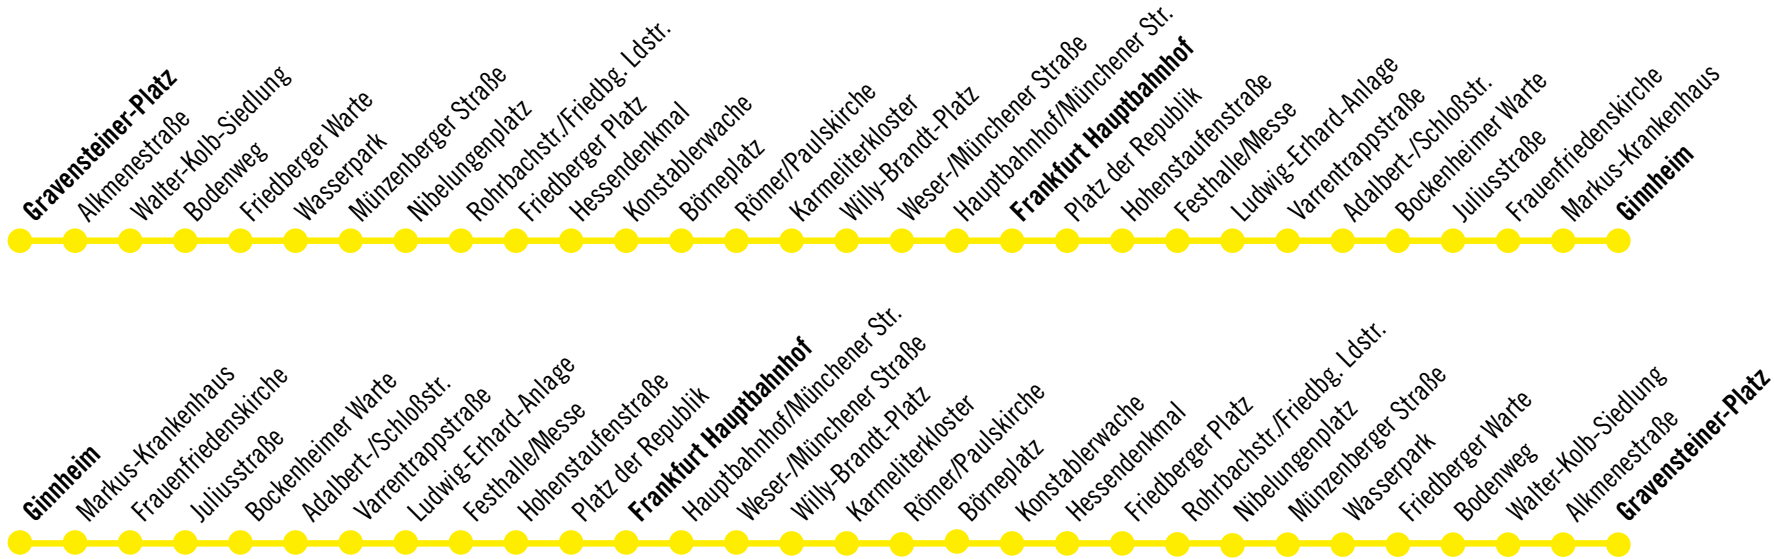 Gravensteiner-Platz
Alkmenestraße
Walter-Kolb-Siedlung
Bodenweg
Friedberger Warte
Wasserpark
Münzenberger Straße
Nibelungenplatz
Rohrbachstr./Friedbg. Ldstr.
Friedberger Platz
Hessendenkmal
Konstablerwache
Börneplatz
Römer/Paulskirche
Karmeliterkloster
Willy-Brandt-Platz
Weser-/Münchener Straße
Hauptbahnhof/Münchener Str.
Frankfurt Hauptbahnhof
Platz der Republik
Hohenstaufenstraße
Festhalle/Messe
Ludwig-Erhard-Anlage
Varrentrappstraße
Adalbert-/Schloßstr.
Bockenheimer Warte
Juliusstraße
Frauenfriedenskirche
Markus-Krankenhaus
Ginnheim
Ginnheim
Markus-Krankenhaus
Frauenfriedenskirche
Juliusstraße
Bockenheimer Warte
Adalbert-/Schloßstr.
Varrentrappstraße
Ludwig-Erhard-Anlage
Festhalle/Messe
Hohenstaufenstraße
Platz der Republik
Frankfurt Hauptbahnhof
Hauptbahnhof/Münchener Str.
Weser-/Münchener Straße
Willy-Brandt-Platz
Karmeliterkloster
Römer/Paulskirche
Börneplatz
Konstablerwache
Hessendenkmal
Friedberger Platz
Rohrbachstr./Friedbg. Ldstr.
Nibelungenplatz
Münzenberger Straße
Wasserpark
Friedberger Warte
Bodenweg
Walter-Kolb-Siedlung
Alkmenestraße
Gravensteiner-Platz